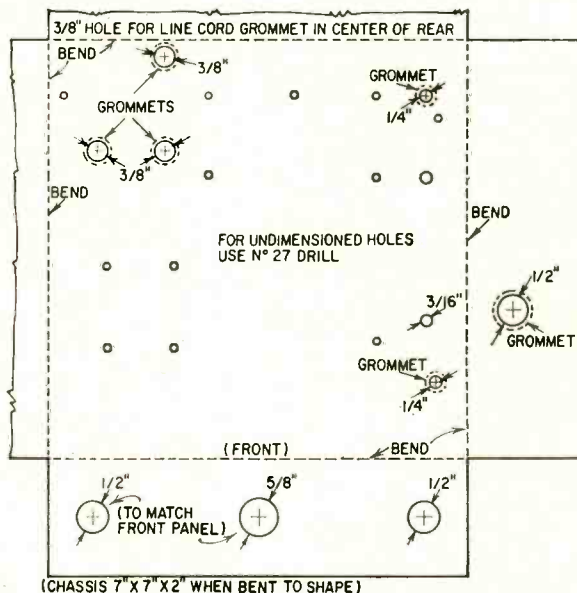 3/8" HOLE FOR LINE CORD GROMMET IN CENTER OF REAR
BEND
3/8"
GROMMET
GROMMETS
1/4"
3/8"
BEND
BEND
FOR UNDIMENSIONED HOLES
USE Nº 27 DRILL
1/2"
3/16"
GROMMET
GROMMET
1/4"
(FRONT)
BEND
1/2"
5/8"
1/2"
(TO MATCH
FRONT PANEL)
(CHASSIS 7" X 7" X 2" WHEN BENT TO SHAPE)